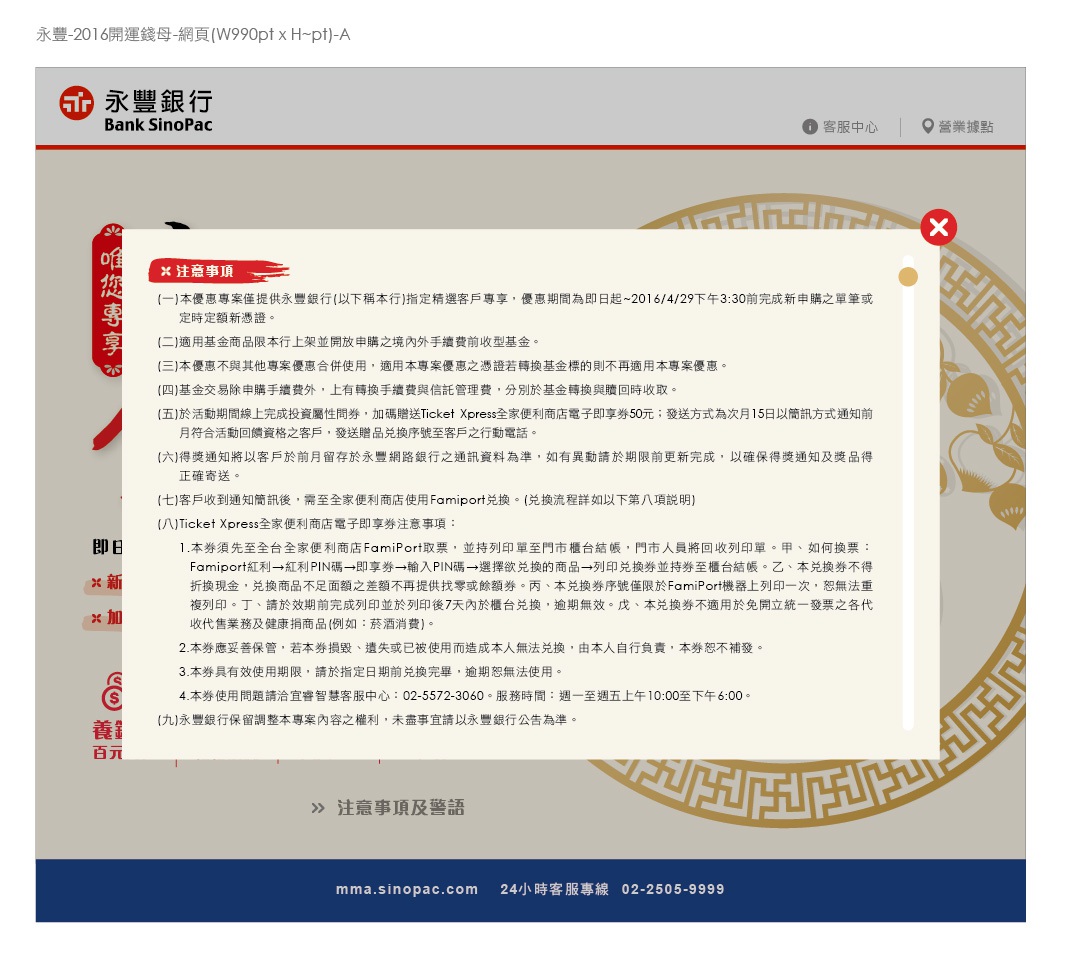 永豐-2016開運錢母-網頁(W990pt x H~pt)-A
永豐銀行
Bank SinoPac
客服中心
營業據點
唯
您
專
享
注意事項
(一)本優惠專案僅提供永豐銀行(以下稱本行)指定精選客戶專享，優惠期間為即日起~2016/4/29下午3:30前完成新申購之單筆或
定時定額新憑證。
(二)適用基金商品限本行上架並開放申購之境內外手續費前收型基金。
(三)本優惠不與其他專案優惠合併使用，適用本專案優惠之憑證若轉換基金標的則不再適用本專案優惠。
(四)基金交易除申購手續費外，上有轉換手續費與信託管理費，分別於基金轉換與贖回時收取。
(五)於活動期間線上完成投資屬性問券，加碼贈送Ticket Xpress全家便利商店電子即享券50元；發送方式為次月15日以簡訊方式通知前
月符合活動回饋資格之客戶，發送贈品兌換序號至客戶之行動電話。
(六)得獎通知將以客戶於前月留存於永豐網路銀行之通訊資料為準，如有異動請於期限前更新完成，以確保得獎通知及獎品得
正確寄送。
(七)客戶收到通知簡訊後，需至全家便利商店使用Famiport兌換。(兌換流程詳如以下第八項說明)
(八)Ticket Xpress全家便利商店電子即享券注意事項：
1.本券須先至全台全家便利商店FamiPort取票，並持列印單至門市櫃台結帳，門市人員將回收列印單。甲、如何換票：
Famiport紅利→紅利PIN碼→即享券→輸入PIN碼→選擇欲兌換的商品→列印兌換券並持券至櫃台結帳。乙、本兌換券不得
折換現金，兌換商品不足面額之差額不再提供找零或餘額券。丙、本兌換券序號僅限於FamiPort機器上列印一次，恕無法重
複列印。丁、請於效期前完成列印並於列印後7天內於櫃台兌換，逾期無效。戊、本兌換券不適用於免開立統一發票之各代
收代售業務及健康捐商品(例如：菸酒消費)。
2.本券應妥善保管，若本券損毀、遺失或已被使用而造成本人無法兌換，由本人自行負責，本券恕不補發。
3.本券具有效使用期限，請於指定日期前兌換完畢，逾期恕無法使用。
4.本券使用問題請洽宜睿智慧客服中心：02-5572-3060。服務時間：週一至週五上午10:00至下午6:00。
(九)永豐銀行保留調整本專案內容之權利，未盡事宜請以永豐銀行公告為準。
即日
新
加
養錢
百元
注意事項及警語
mma.sinopac.com 24小時客服專線 02-2505-9999